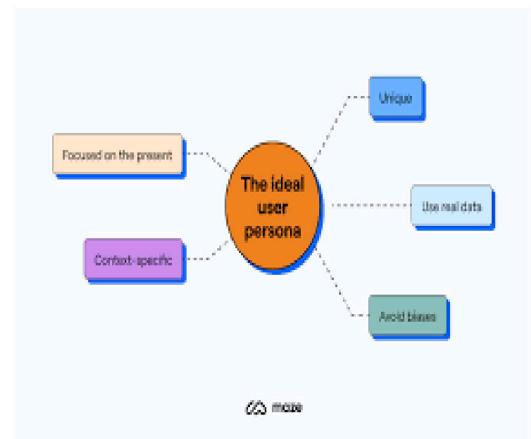 Unique
Focused on the present
The ideal
user
persona
Use real data
Context-specific
Avoid biases
maze